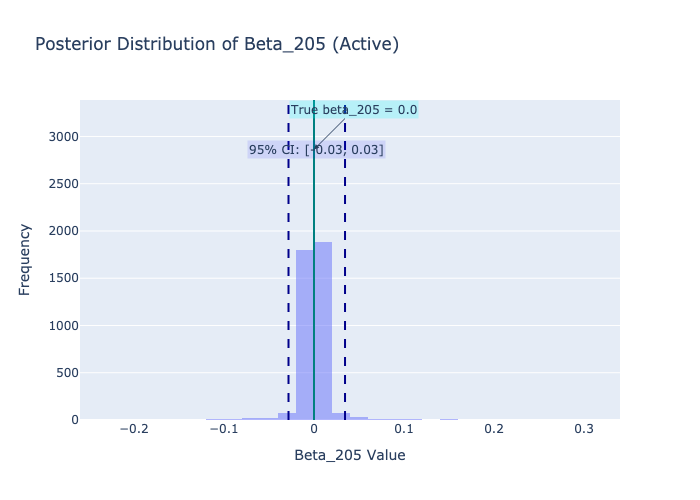 Posterior Distribution of Beta_205 (Active)
True beta_205 = 0.0
95% CI: [-0.03, 0.03]
3000
2500
2000
1500
1000
500
0
Frequency
−0.2
−0.1
0
0.1
0.2
0.3
Beta_205 Value